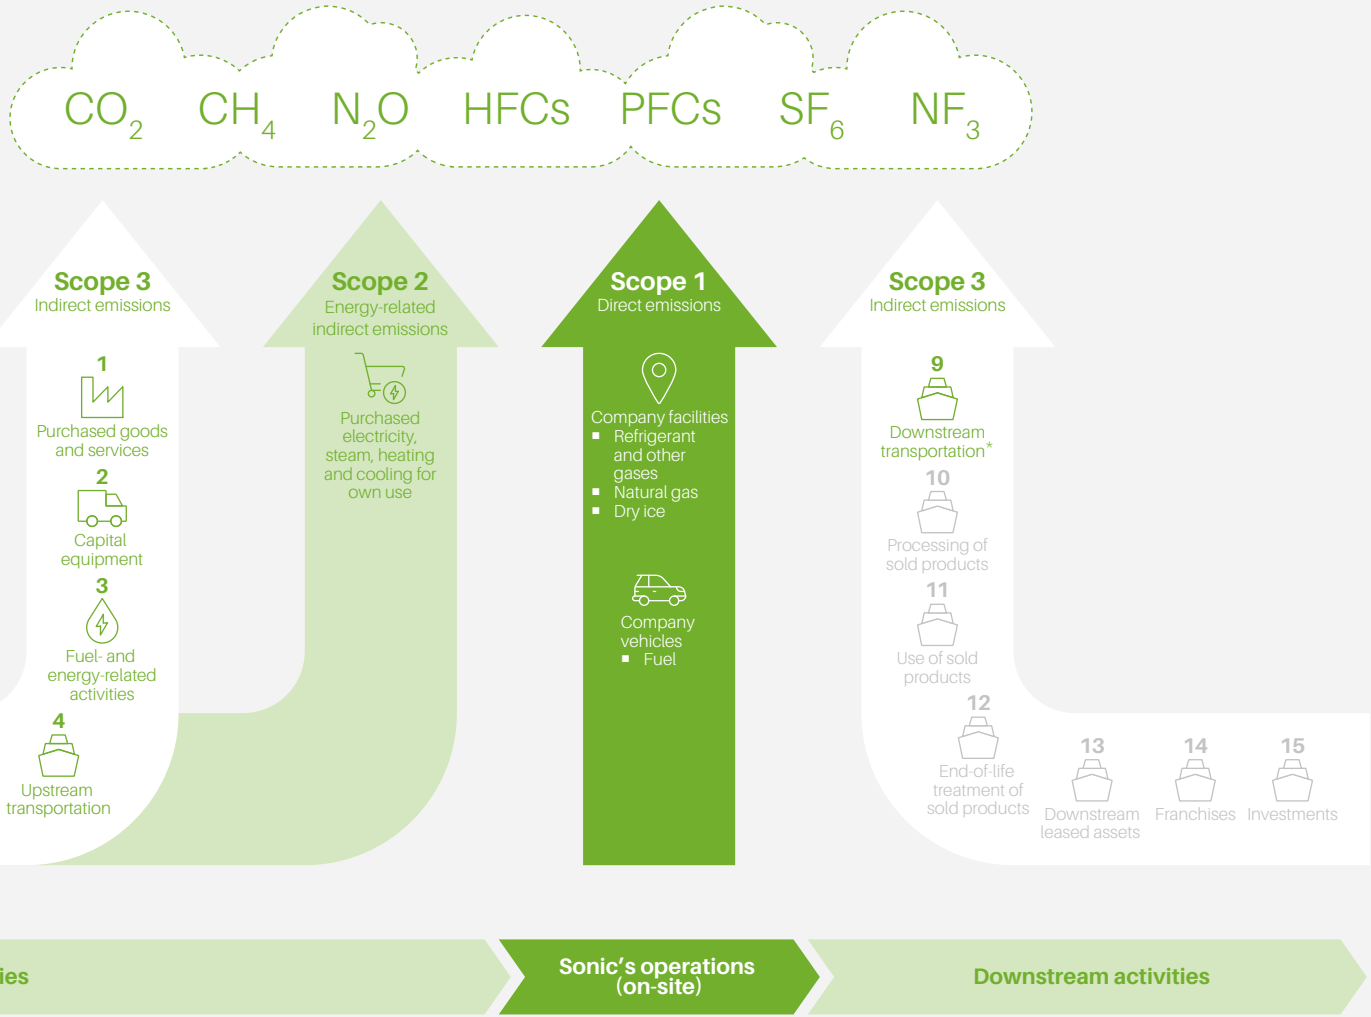 CO2 CH4 N2O HFCs PFCs SF6 NF3
Scope 3
Indirect emissions
1
Purchased goods
and services
2
Capital
equipment
3
Fuel- and
energy-related
activities
4
Upstream
transportation
Scope 2
Energy-related
indirect emissions
Purchased
electricity,
steam, heating
and cooling for
own use
Scope 1
Direct emissions
Company facilities
▪ Refrigerant
and other
gases
▪ Natural gas
▪ Dry ice
Company
vehicles
▪ Fuel
Scope 3
Indirect emissions
9
Downstream
transportation*
10
Processing of
sold products
11
Use of sold
products
12
End-of-life
treatment of
sold products
13
Downstream
leased assets
14
Franchises
15
Investments
ies
Sonic’s operations
(on-site)
Downstream activities